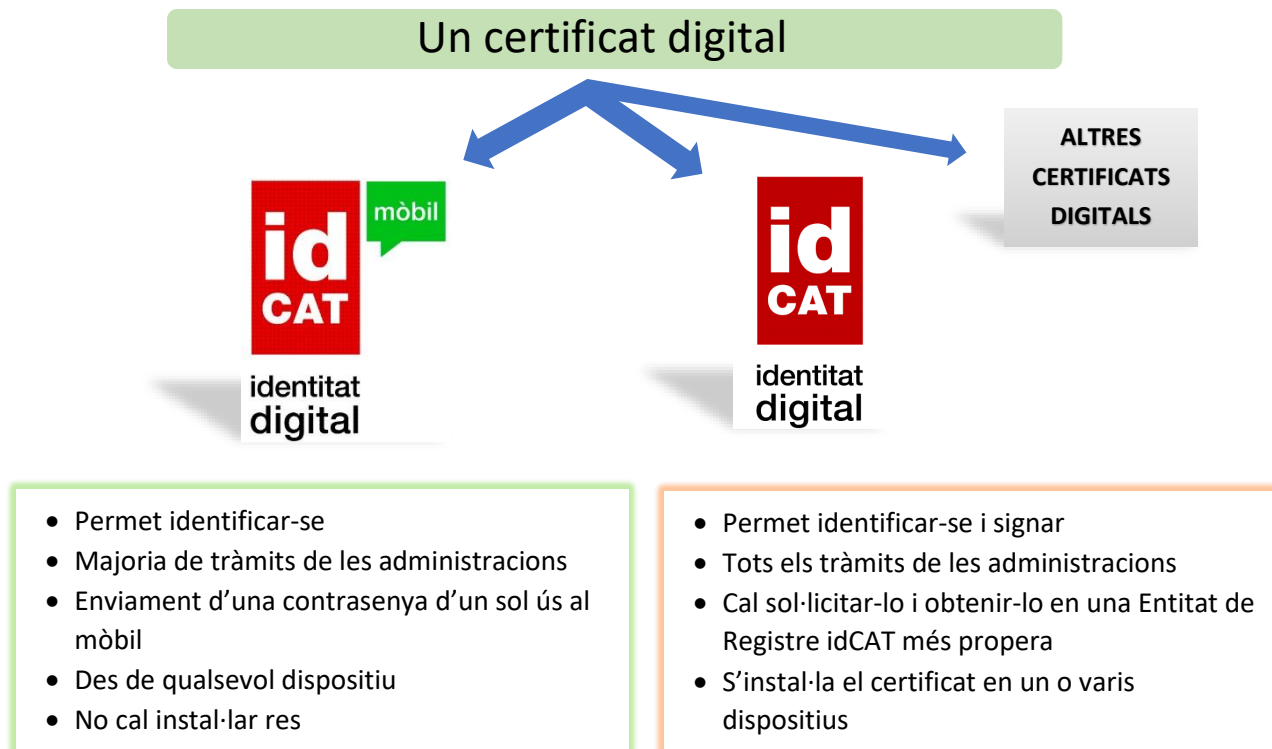 Un certificat digital
ALTRES
CERTIFICATS
DIGITALS
id
CAT
mòbil
identitat
digital
id
CAT
identitat
digital
• Permet identificar-se
• Majoria de tràmits de les administracions
• Enviament d’una contrasenya d’un sol ús al
mòbil
• Des de qualsevol dispositiu
• No cal instal·lar res
• Permet identificar-se i signar
• Tots els tràmits de les administracions
• Cal sol·licitar-lo i obtenir-lo en una Entitat de
Registre idCAT més propera
• S’instal·la el certificat en un o varis
dispositius